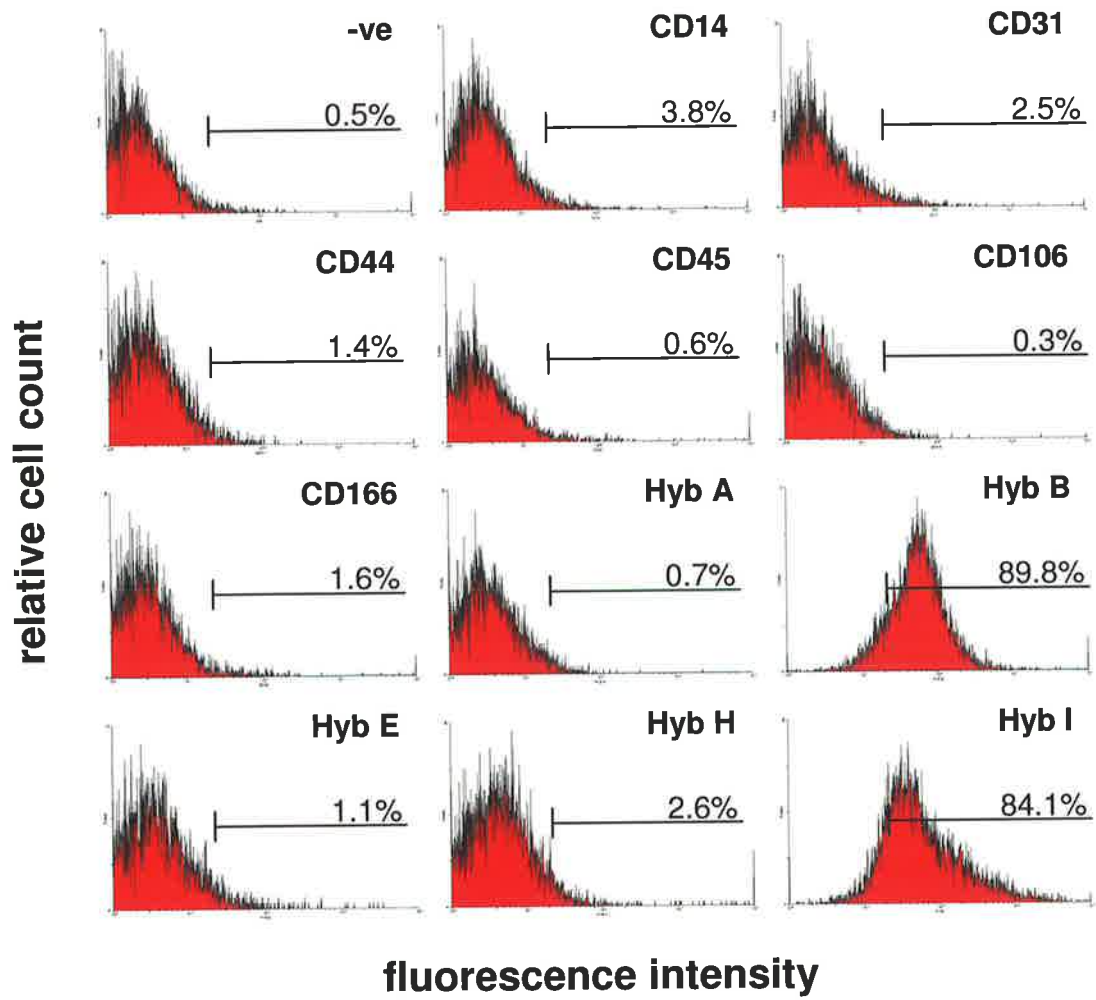 -ve
0.5%
CD14
3.8%
CD31
2.5%
CD44
1.4%
CD45
0.6%
CD106
0.3%
CD166
1.6%
Hyb A
0.7%
Hyb B
89.8%
Hyb E
1.1%
Hyb H
2.6%
Hyb I
84.1%
relative cell count
fluorescence intensity